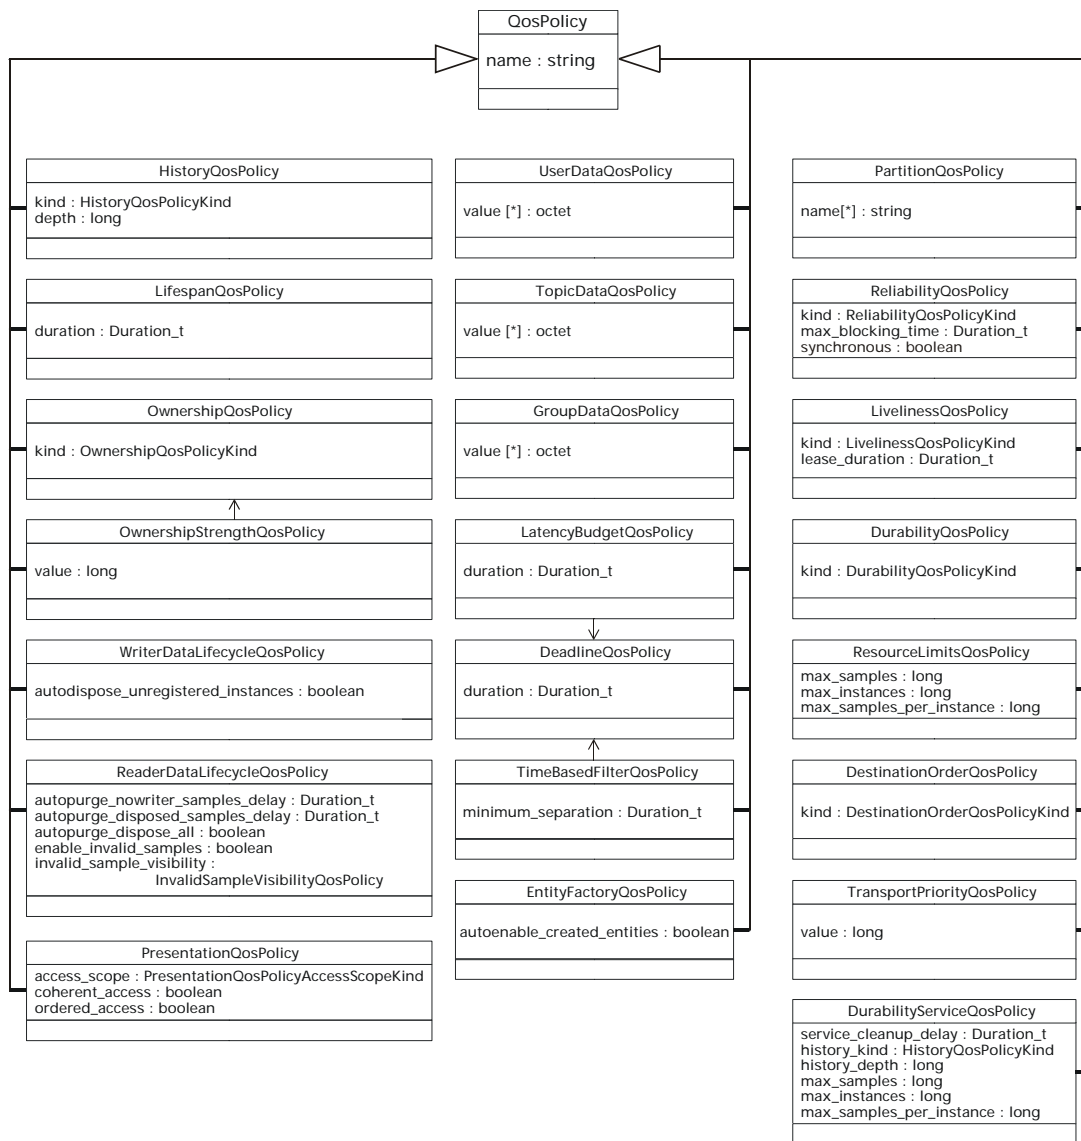 QosPolicy
name : string
HistoryQosPolicy
kind : HistoryQosPolicyKind
depth : long
LifespanQosPolicy
duration : Duration_t
OwnershipQosPolicy
kind : OwnershipQosPolicyKind
OwnershipStrengthQosPolicy
value : long
WriterDataLifecycleQosPolicy
autodispose_unregistered_instances : boolean
ReaderDataLifecycleQosPolicy
autopurge_nowriter_samples_delay : Duration_t
autopurge_disposed_samples_delay : Duration_t
autopurge_dispose_all : boolean
enable_invalid_samples : boolean
invalid_sample_visibility :
InvalidSampleVisibilityQosPolicy
PresentationQosPolicy
access_scope : PresentationQosPolicyAccessScopeKind
coherent_access : boolean
ordered_access : boolean
UserDataQosPolicy
value [*] : octet
TopicDataQosPolicy
value [*] : octet
GroupDataQosPolicy
value [*] : octet
LatencyBudgetQosPolicy
duration : Duration_t
DeadlineQosPolicy
duration : Duration_t
TimeBasedFilterQosPolicy
minimum_separation : Duration_t
EntityFactoryQosPolicy
autoenable_created_entities : boolean
PartitionQosPolicy
name[*] : string
ReliabilityQosPolicy
kind : ReliabilityQosPolicyKind
max_blocking_time : Duration_t
synchronous : boolean
LivelinessQosPolicy
kind : LivelinessQosPolicyKind
lease_duration : Duration_t
DurabilityQosPolicy
kind : DurabilityQosPolicyKind
ResourceLimitsQosPolicy
max_samples : long
max_instances : long
max_samples_per_instance : long
DestinationOrderQosPolicy
kind : DestinationOrderQosPolicyKind
TransportPriorityQosPolicy
value : long
DurabilityServiceQosPolicy
service_cleanup_delay : Duration_t
history_kind : HistoryQosPolicyKind
history_depth : long
max_samples : long
max_instances : long
max_samples_per_instance : long